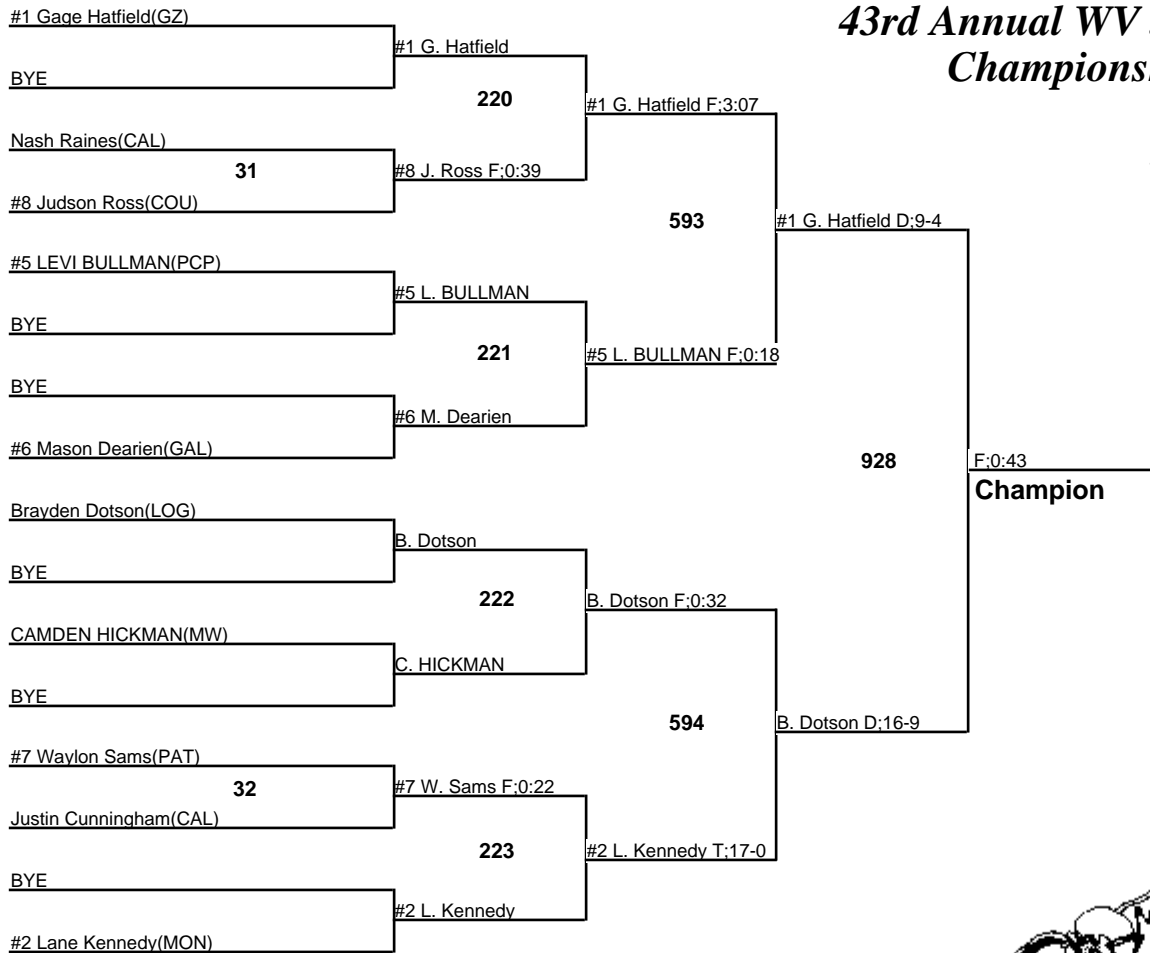 43rd Annual WV
Champions
#1 Gage Hatfield(GZ)
BYE
Nash Raines(CAL)
31
#8 Judson Ross(COU)
#5 LEVI BULLMAN(PCP)
BYE
BYE
#6 Mason Dearien(GAL)
Brayden Dotson(LOG)
BYE
CAMDEN HICKMAN(MW)
BYE
#7 Waylon Sams(PAT)
32
Justin Cunningham(CAL)
BYE
#2 Lane Kennedy(MON)
#1 G. Hatfield
220
#8 J. Ross F;0:39
#5 L. BULLMAN
221
#6 M. Dearien
B. Dotson
222
C. HICKMAN
#7 W. Sams F;0:22
223
#2 L. Kennedy
#1 G. Hatfield F;3:07
593
#5 L. BULLMAN F;0:18
B. Dotson F;0:32
594
#2 L. Kennedy T;17-0
#1 G. Hatfield D;9-4
928
B. Dotson D;16-9
F;0:43
Champion